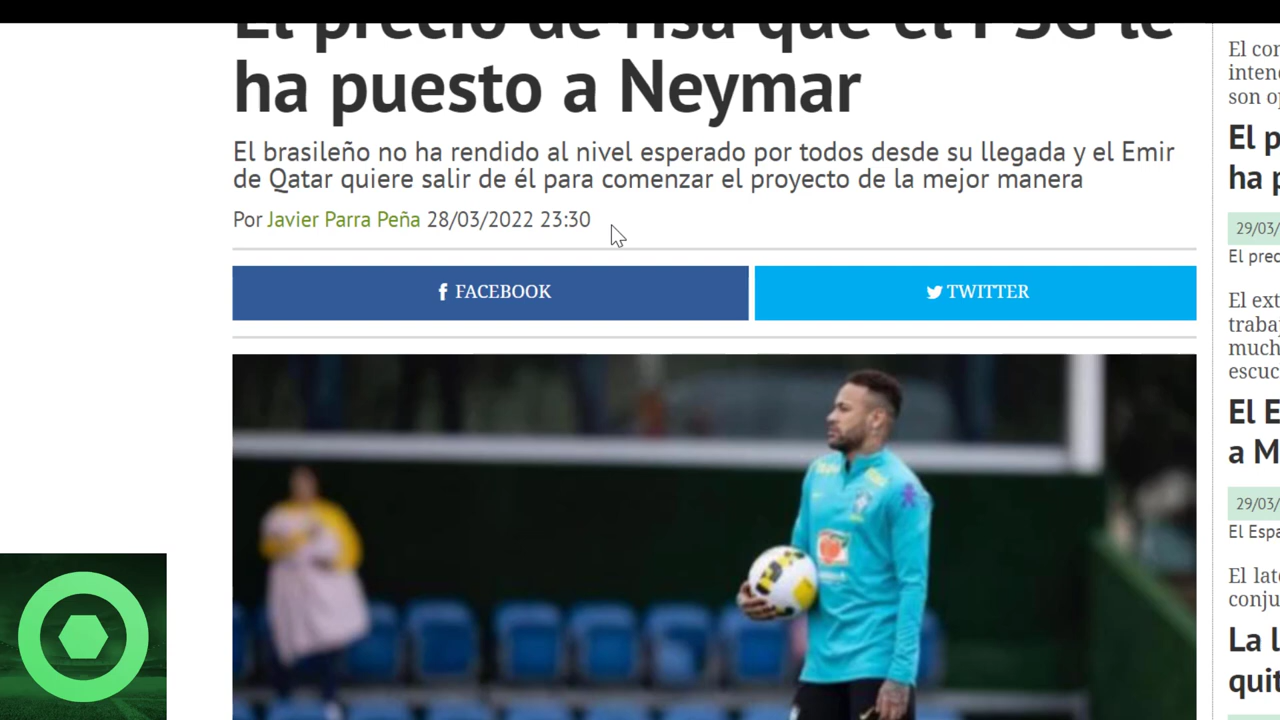 El precio de risa que el PSG le
ha puesto a Neymar
El brasileño no ha rendido al nivel esperado por todos desde su llegada y el Emir
de Qatar quiere salir de él para comenzar el proyecto de la mejor manera
Por Javier Parra Peña 28/03/2022 23:30
FACEBOOK
TWITTER
El con
inten
son o
El p
ha p
29/03/
El prec
El ext
traba
much
escuc
El E
a M
29/03/
El Espa
El late
conju
La l
quit